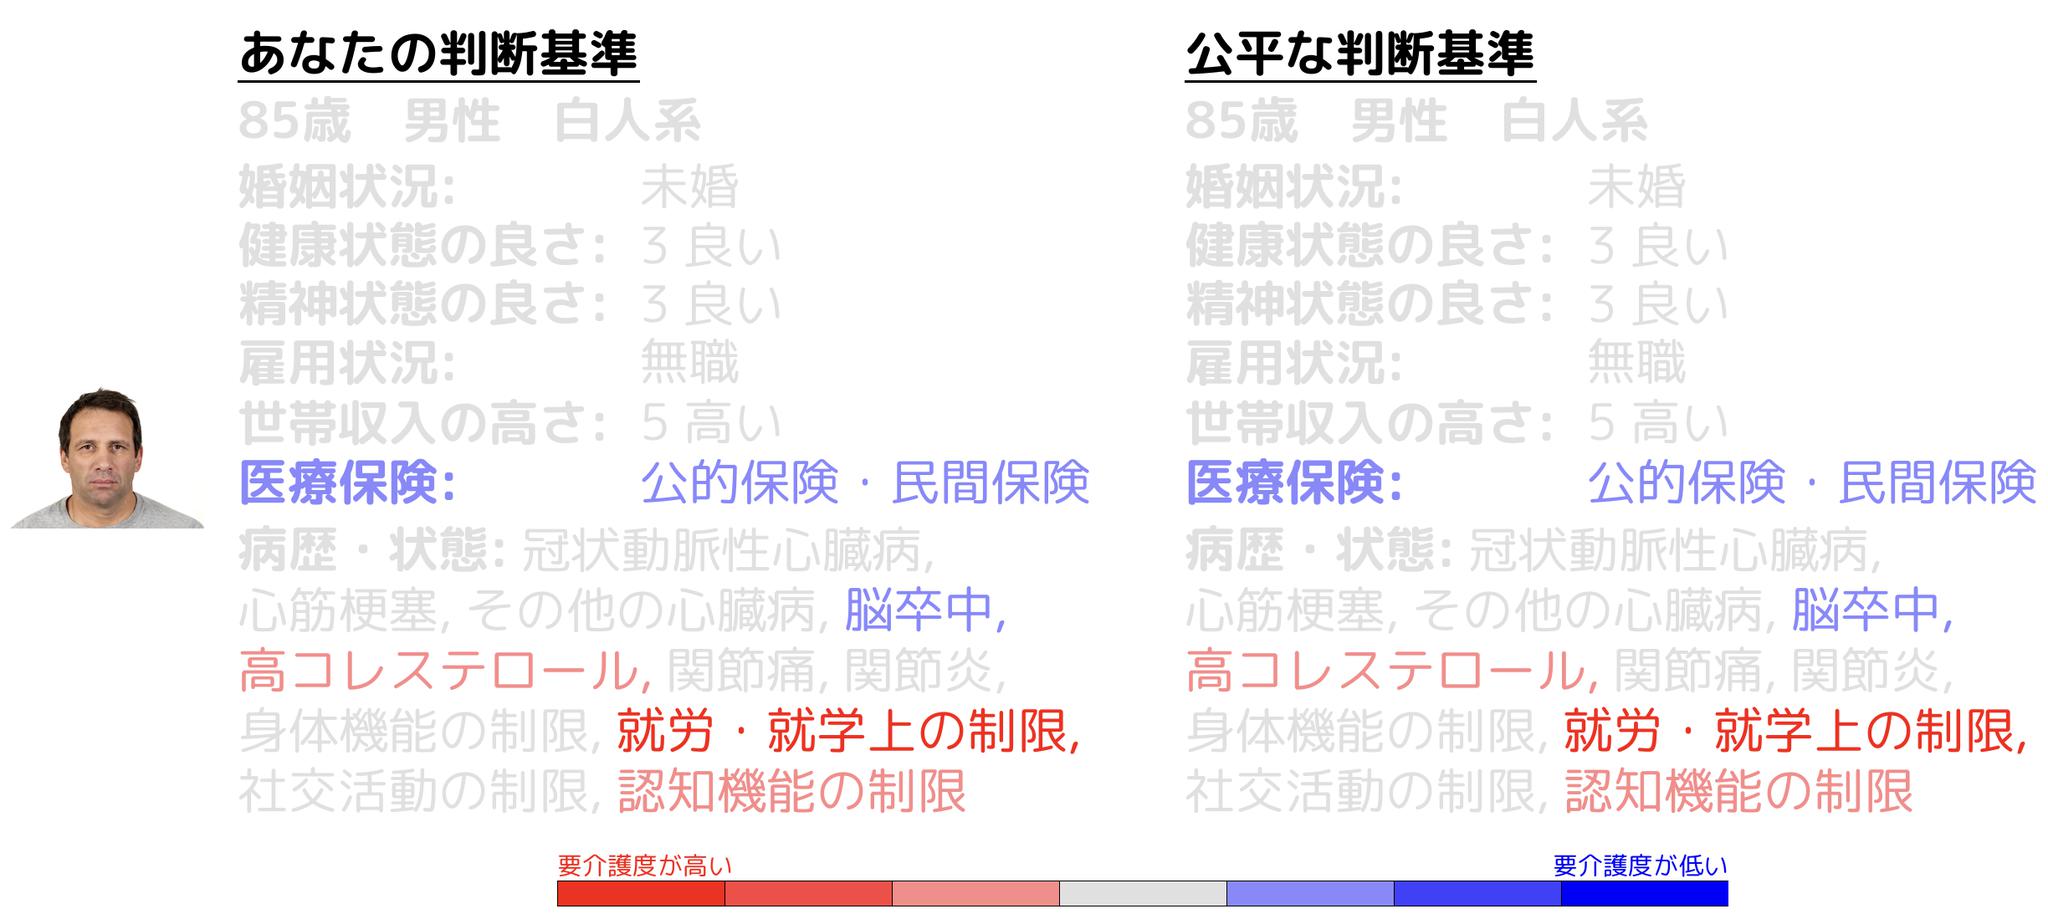 あなたの判断基準
85歳　男性　白人系
婚姻状況: 未婚
健康状態の良さ: 3 良い
精神状態の良さ: 3 良い
雇用状況: 無職
世帯収入の高さ: 5 高い
医療保険: 公的保険・民間保険
病歴・状態: 冠状動脈性心臓病,
心筋梗塞, その他の心臓病, 脳卒中,
高コレステロール, 関節痛, 関節炎,
身体機能の制限, 就労・就学上の制限,
社交活動の制限, 認知機能の制限
公平な判断基準
85歳　男性　白人系
婚姻状況: 未婚
健康状態の良さ: 3 良い
精神状態の良さ: 3 良い
雇用状況: 無職
世帯収入の高さ: 5 高い
医療保険: 公的保険・民間保険
病歴・状態: 冠状動脈性心臓病,
心筋梗塞, その他の心臓病, 脳卒中,
高コレステロール, 関節痛, 関節炎,
身体機能の制限, 就労・就学上の制限,
社交活動の制限, 認知機能の制限
要介護度が高い
要介護度が低い